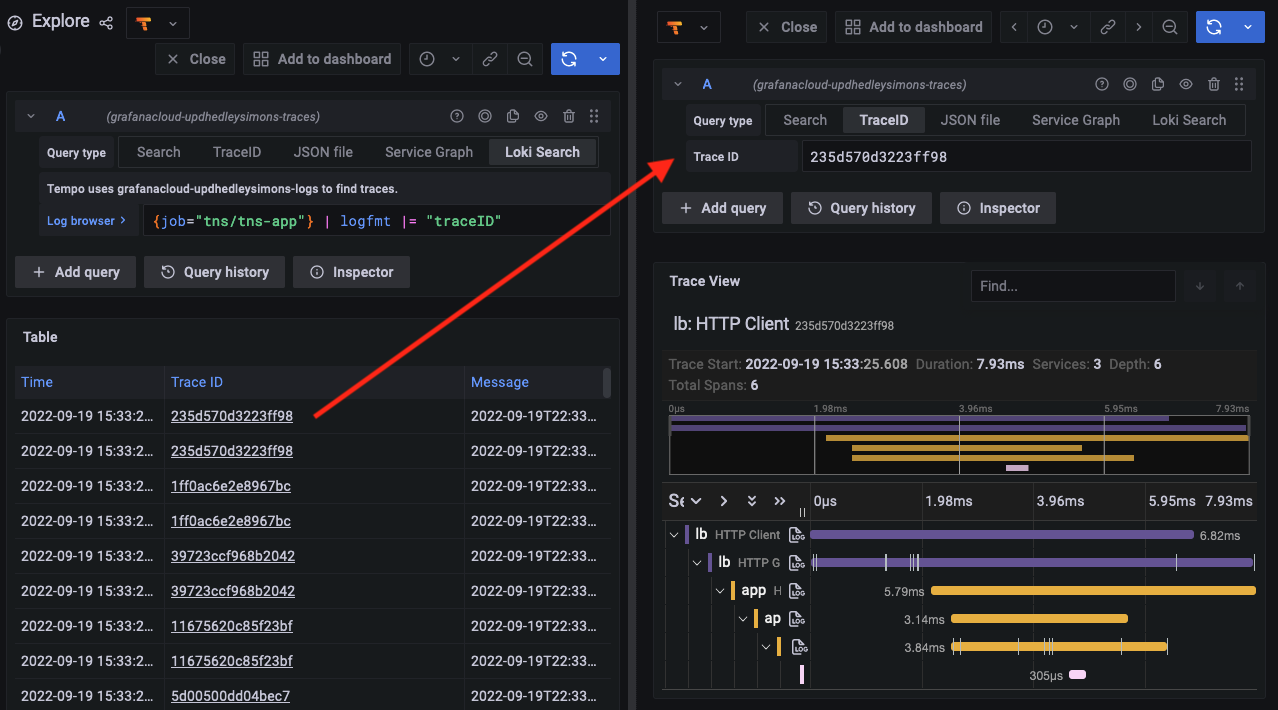 Explore
Close
Add to dashboard
A
(grafanacloud-updhedleysimons-traces)
Query type
Search
TraceID
JSON file
Service Graph
Loki Search
Tempo uses grafanacloud-updhedleysimons-logs to find traces.
Log browser >
{job="tns/tns-app"} | logfmt |= "traceID"
+ Add query
Query history
Inspector
Table
Time Trace ID Message
2022-09-19 15:33:2... 235d570d3223ff98 2022-09-19T22:33...
2022-09-19 15:33:2... 235d570d3223ff98 2022-09-19T22:33...
2022-09-19 15:33:2... 1ff0ac6e2e8967bc 2022-09-19T22:33...
2022-09-19 15:33:2... 1ff0ac6e2e8967bc 2022-09-19T22:33...
2022-09-19 15:33:2... 39723ccf968b2042 2022-09-19T22:33...
2022-09-19 15:33:2... 39723ccf968b2042 2022-09-19T22:33...
2022-09-19 15:33:2... 11675620c85f23bf 2022-09-19T22:33...
2022-09-19 15:33:2... 11675620c85f23bf 2022-09-19T22:33...
2022-09-19 15:33:2... 5d00500dd04bec7 2022-09-19T22:33...
Close
Add to dashboard
A
(grafanacloud-updhedleysimons-traces)
Query type
Search
TraceID
JSON file
Service Graph
Loki Search
Trace ID
235d570d3223ff98
+ Add query
Query history
Inspector
Trace View
Find...
lb: HTTP Client 235d570d3223ff98
Trace Start: 2022-09-19 15:33:25.608 Duration: 7.93ms Services: 3 Depth: 6
Total Spans: 6
0µs 1.98ms 3.96ms 5.95ms 7.93ms
Se 0µs 1.98ms 3.96ms 5.95ms 7.93ms
lb HTTP Client LOG 6.82ms
lb HTTP G LOG
app H LOG 5.79ms
ap LOG 3.14ms
LOG 3.84ms
305µs